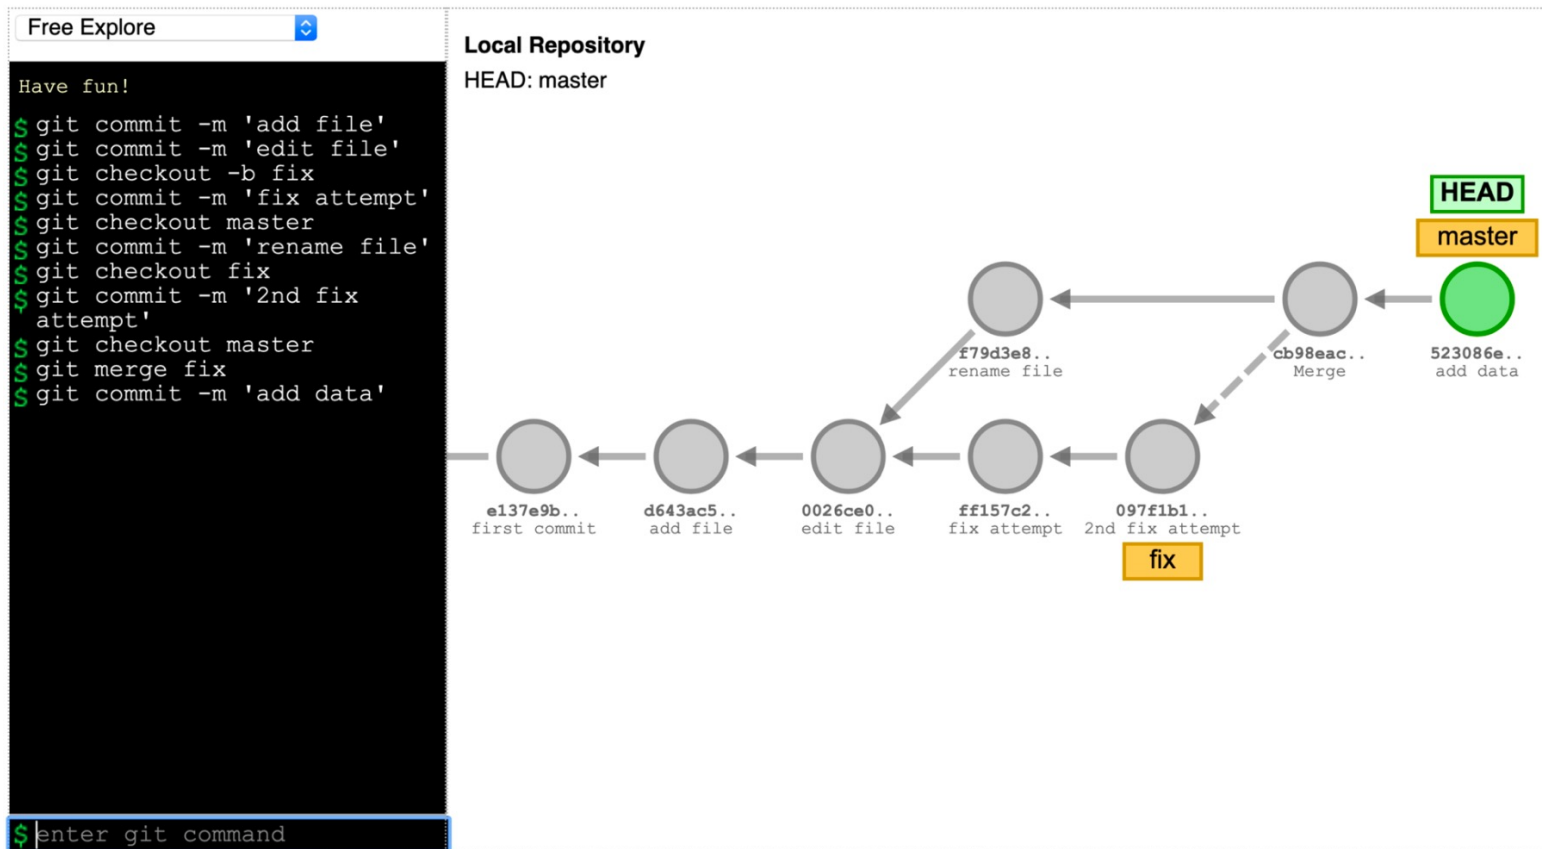 Free Explore
Have fun!
$ git commit -m 'add file'
$ git commit -m 'edit file'
$ git checkout -b fix
$ git commit -m 'fix attempt'
$ git checkout master
$ git commit -m 'rename file'
$ git checkout fix
$ git commit -m '2nd fix
attempt'
$ git checkout master
$ git merge fix
$ git commit -m 'add data'
$ enter git command
Local Repository
HEAD: master
HEAD
master
f79d3e8..
rename file
cb98eac..
Merge
523086e..
add data
e137e9b..
first commit
d643ac5..
add file
0026ce0..
edit file
ff157c2..
fix attempt
097f1b1..
2nd fix attempt
fix